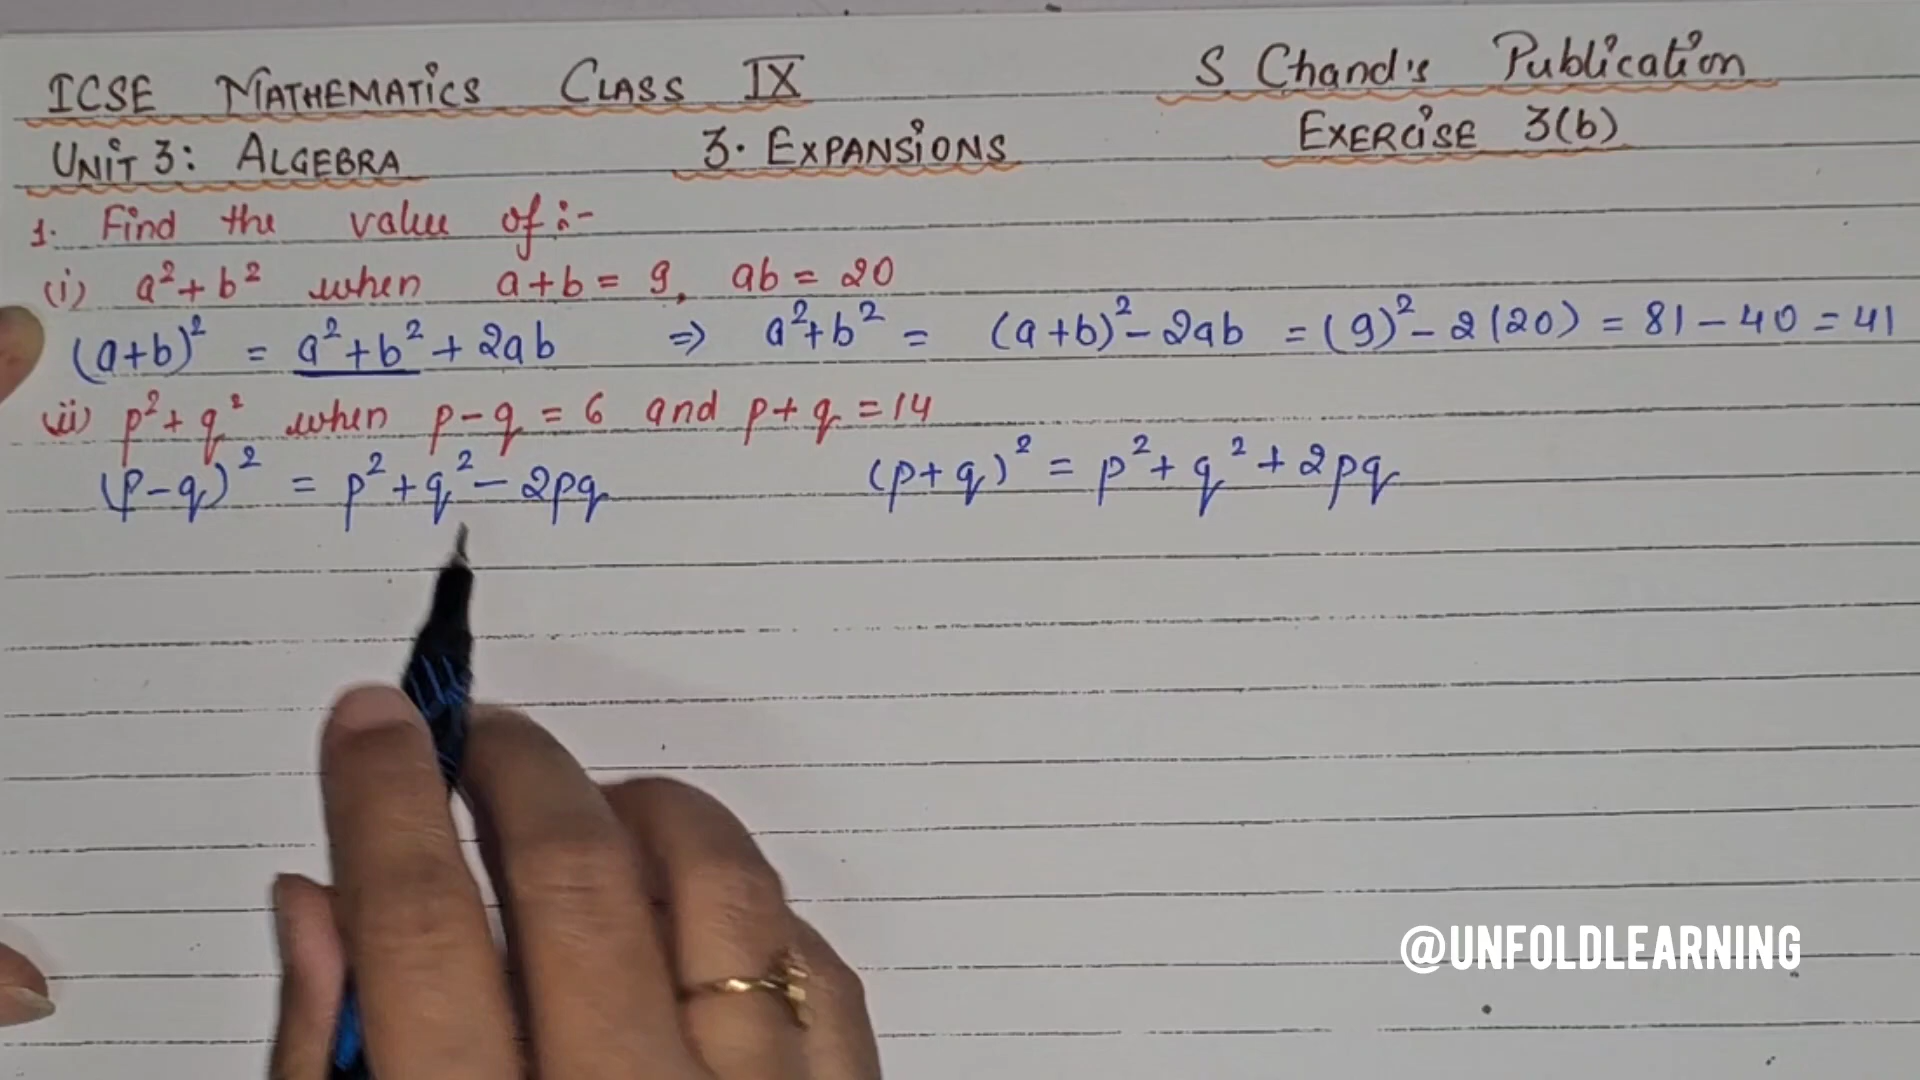 ICSE MATHEMATICS CLASS IX S Chand's Publication
UNIT 3: ALGEBRA 3. EXPANSIONS EXERCISE 3(b)
1. Find the value of :-
(i) a² + b² when a+b = 9, ab = 20
(a+b)² = a² + b² + 2ab ⇒ a² + b² = (a+b)² - 2ab = (9)² - 2(20) = 81 - 40 = 41
(ii) p² + q² when p - q = 6 and p + q = 14
(p-q)² = p² + q² - 2pq (p+q)² = p² + q² + 2pq
@UNFOLDLEARNING